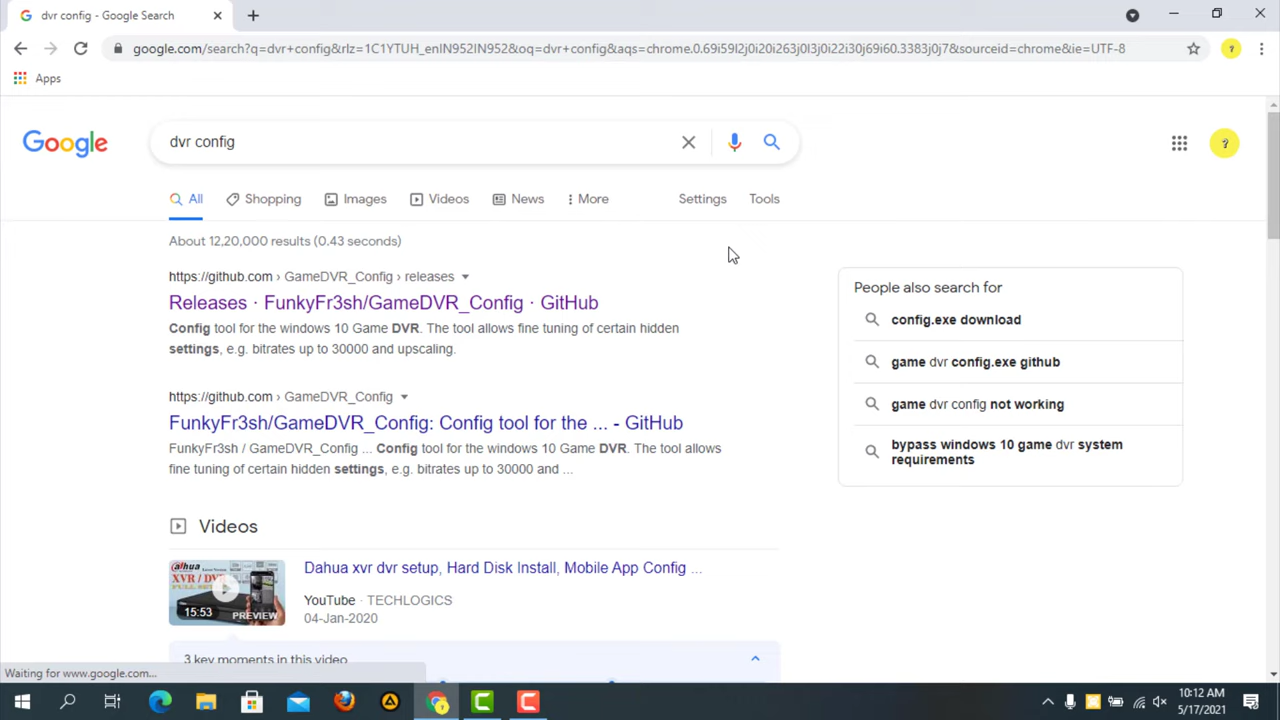 dvr config - Google Search
google.com/search?q=dvr+config&rlz=1C1YTUH_enIN952IN952&oq=dvr+config&aqs=chrome.0.69i59l2j0i20i263j0l3j0i22i30j69i60.3383j0j7&sourceid=chrome&ie=UTF-8
?
Apps
Google
dvr config
?
All
Shopping
Images
Videos
News
More
Settings
Tools
About 12,20,000 results (0.43 seconds)
https://github.com › GameDVR_Config › releases
Releases · FunkyFr3sh/GameDVR_Config · GitHub
Config tool for the windows 10 Game DVR. The tool allows fine tuning of certain hidden
settings, e.g. bitrates up to 30000 and upscaling.
https://github.com › GameDVR_Config
FunkyFr3sh/GameDVR_Config: Config tool for the ... - GitHub
FunkyFr3sh / GameDVR_Config ... Config tool for the windows 10 Game DVR. The tool allows
fine tuning of certain hidden settings, e.g. bitrates up to 30000 and ...
People also search for
config.exe download
game dvr config.exe github
game dvr config not working
bypass windows 10 game dvr system
requirements
Videos
alhua
XVR / DVR
15:53
PREVIEW
Dahua xvr dvr setup, Hard Disk Install, Mobile App Config ...
YouTube · TECHLOGICS
04-Jan-2020
3 key moments in this video
Waiting for www.google.com...
10:12 AM
5/17/2021